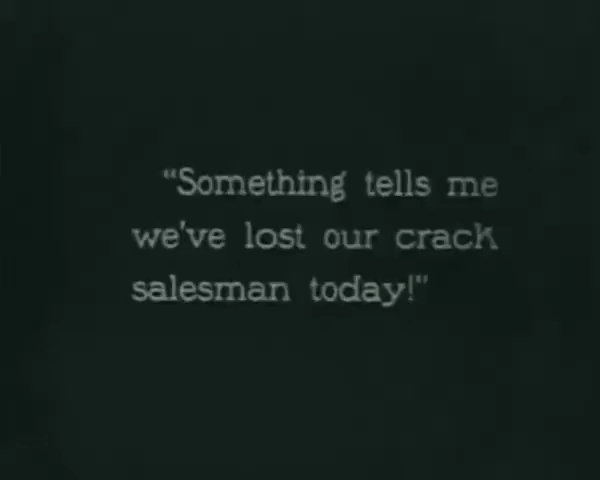 “Something tells me
we've lost our crack
salesman today!”